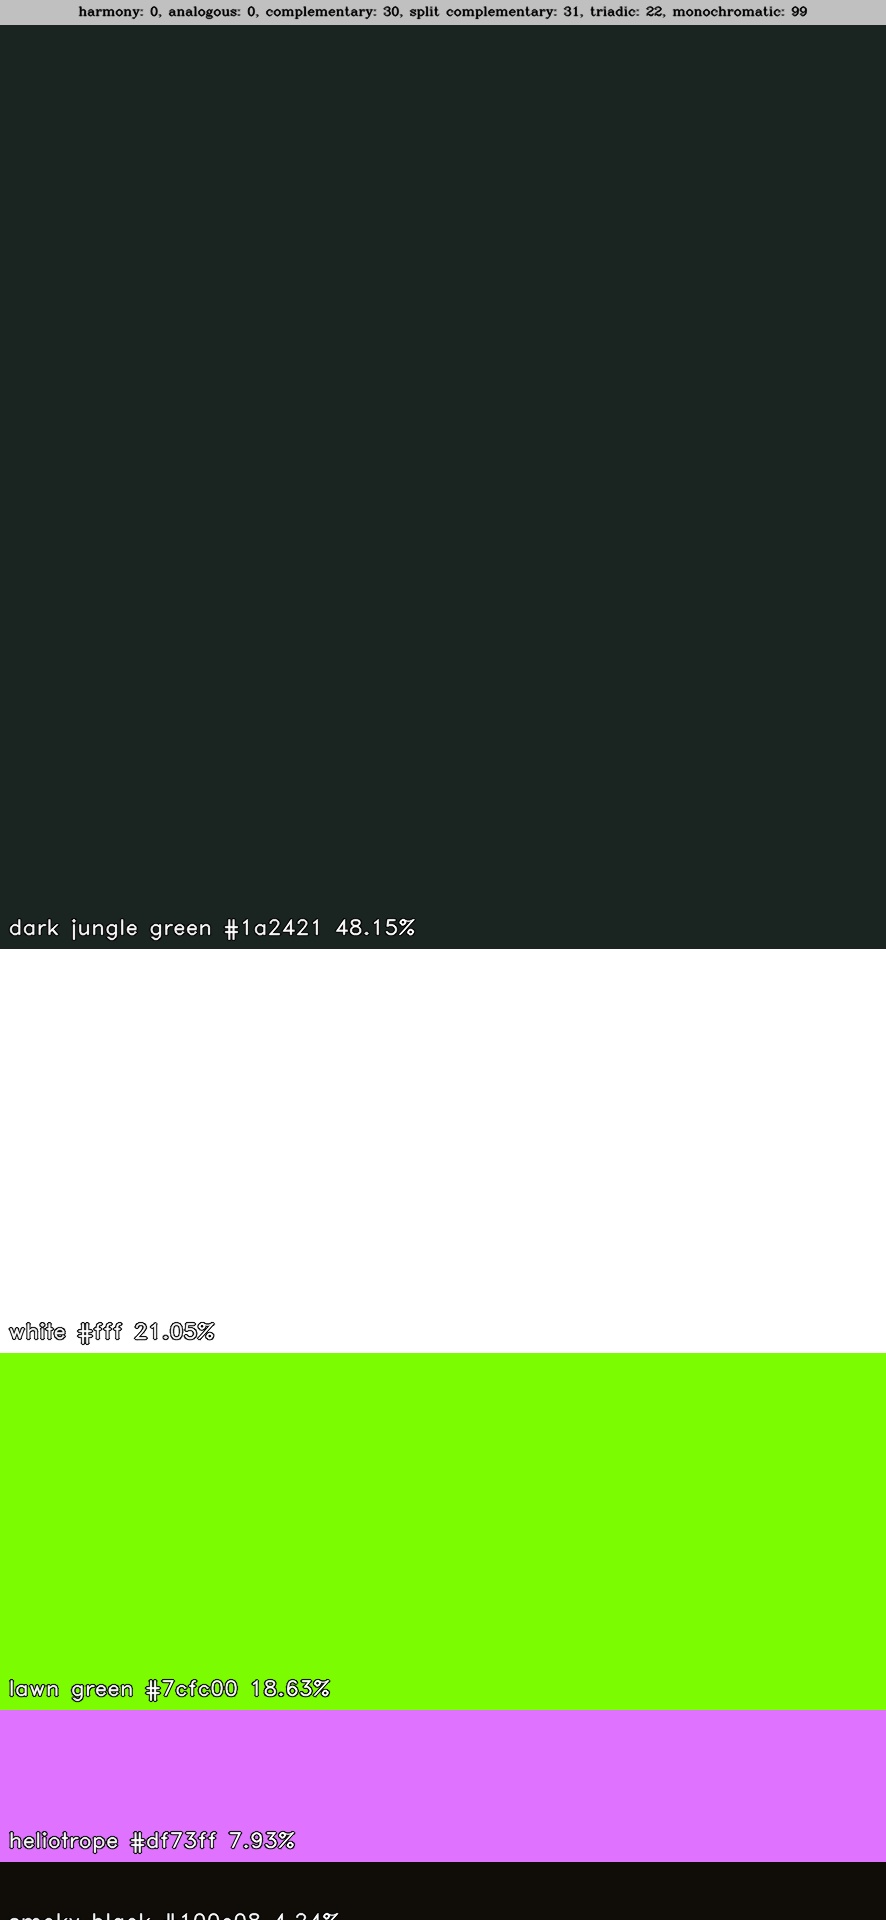 harmony: 0, analogous: 0, complementary: 30, split complementary: 31, triadic: 22, monochromatic: 99
dark jungle green #1a2421 48.15%
white #fff 21.05%
lawn green #7cfc00 18.63%
heliotrope #df73ff 7.93%
smoky black #100c08 4.24%